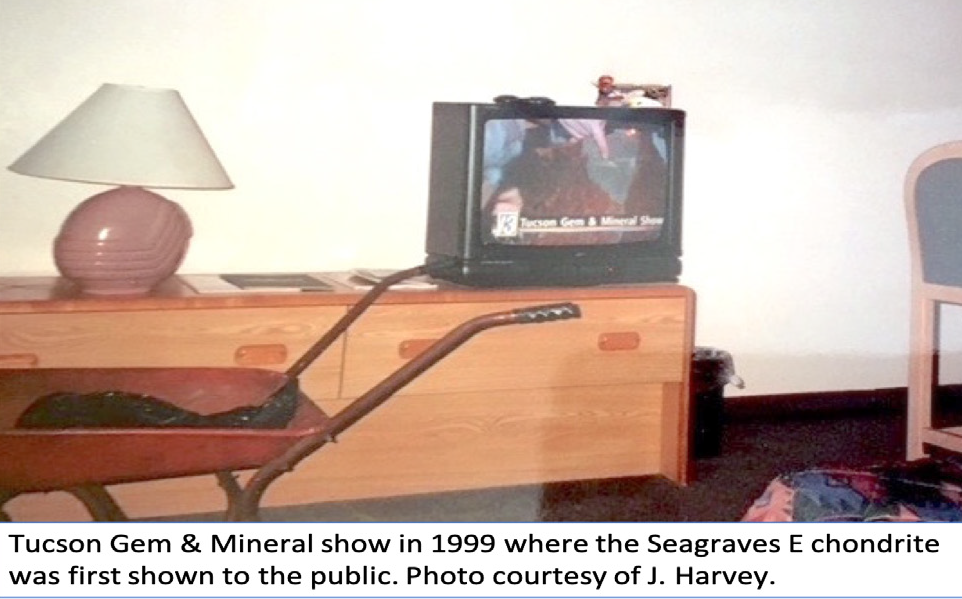 Tucson Gem & Mineral Show
Tucson Gem & Mineral show in 1999 where the Seagraves E chondrite
was first shown to the public. Photo courtesy of J. Harvey.